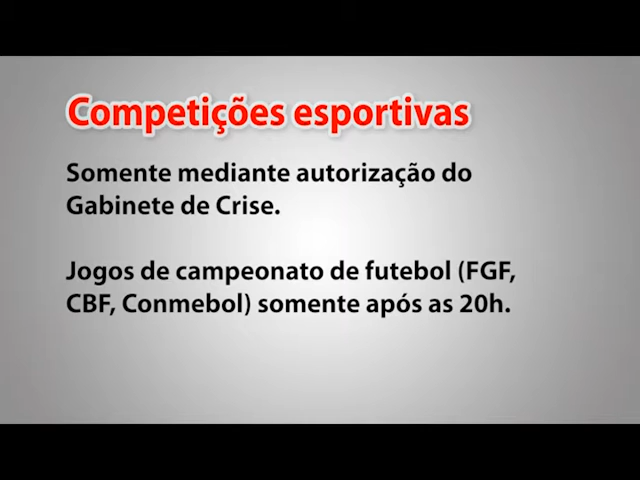 Competições esportivas
Somente mediante autorização do
Gabinete de Crise.
Jogos de campeonato de futebol (FGF,
CBF, Conmebol) somente após as 20h.